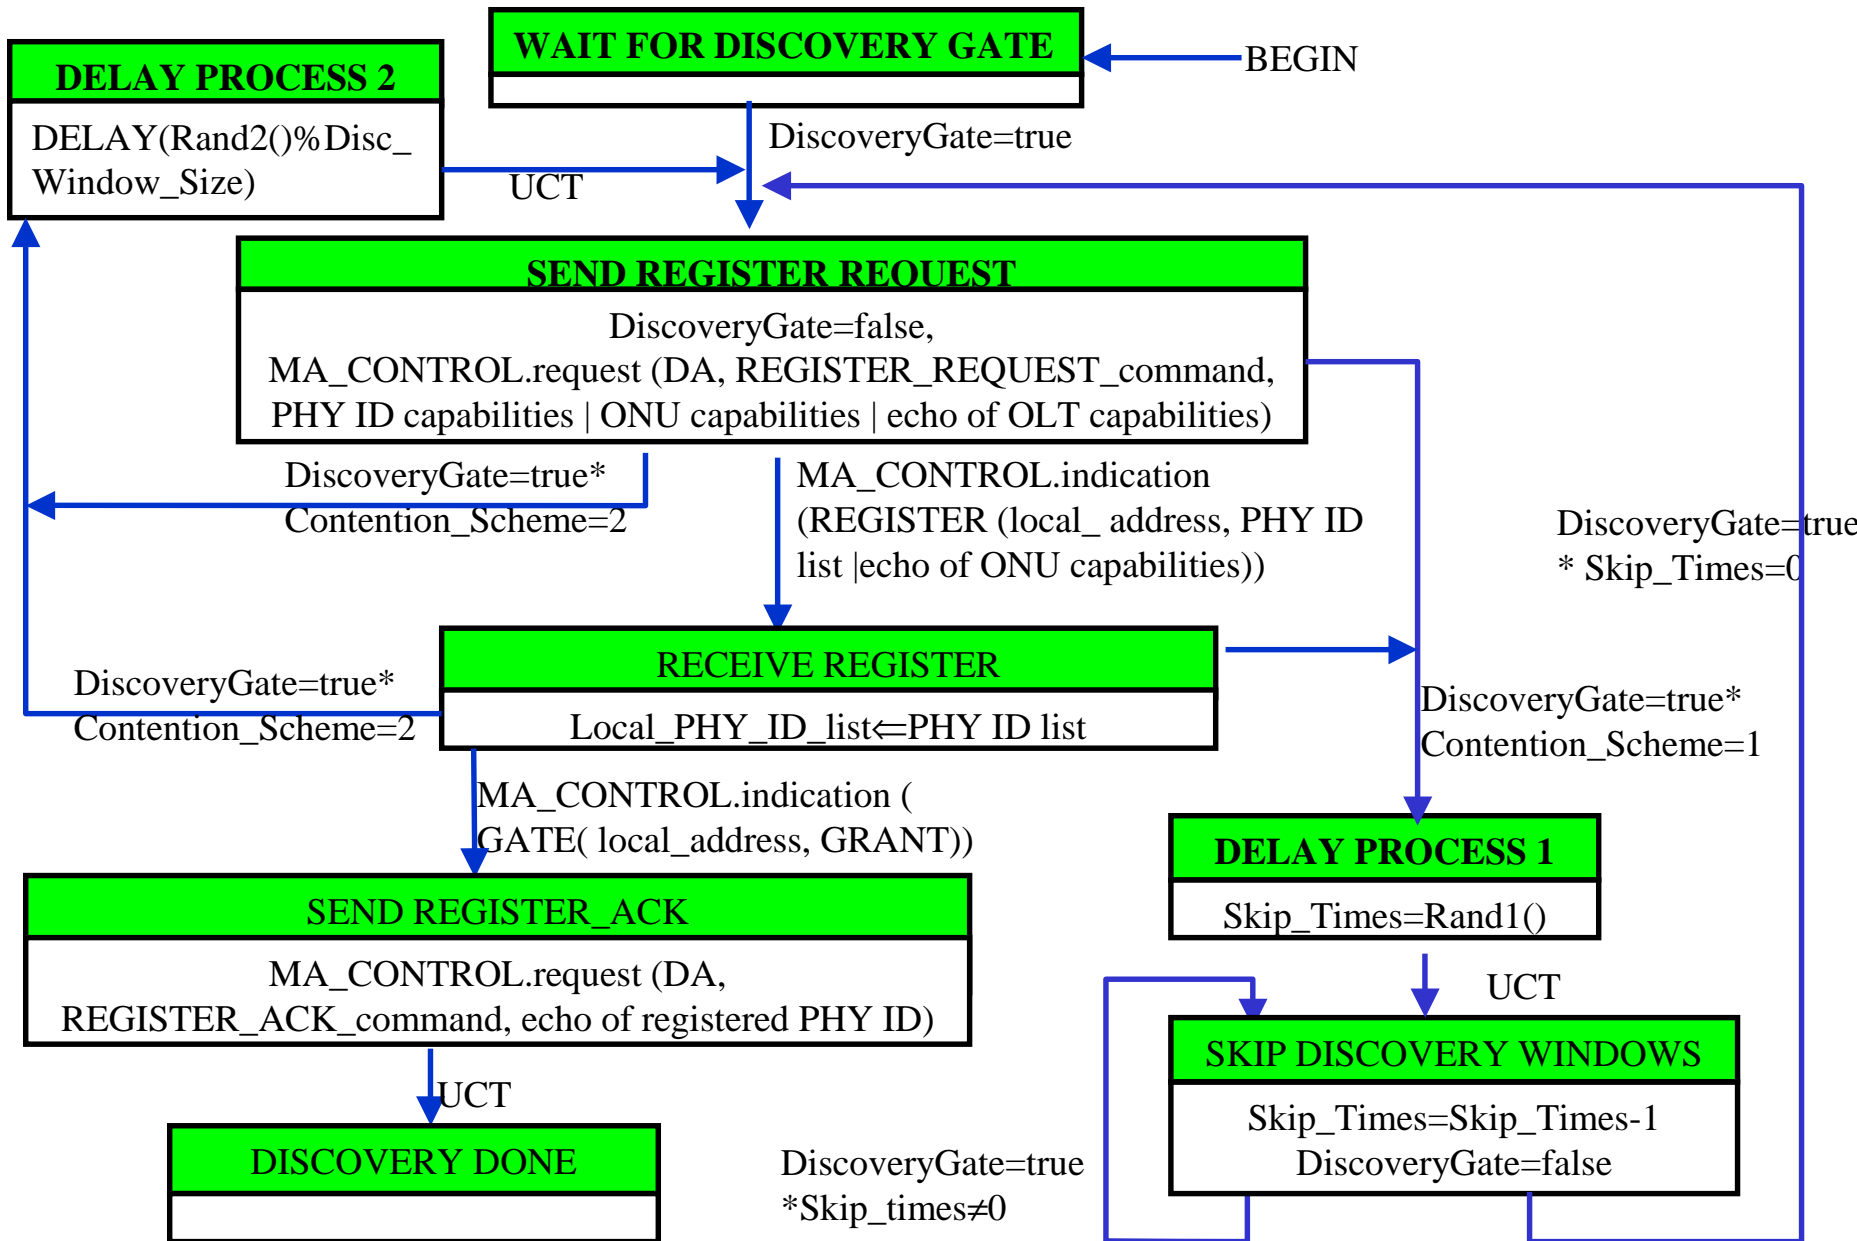 WAIT FOR DISCOVERY GATE
BEGIN
DELAY PROCESS 2
DELAY(Rand2()%Disc_
Window_Size)
UCT
DiscoveryGate=true
SEND REGISTER REQUEST
DiscoveryGate=false,
MA_CONTROL.request (DA, REGISTER_REQUEST_command,
PHY ID capabilities | ONU capabilities | echo of OLT capabilities)
DiscoveryGate=true*
Contention_Scheme=2
MA_CONTROL.indication
(REGISTER (local_ address, PHY ID
list |echo of ONU capabilities))
DiscoveryGate=true
* Skip_Times=0
RECEIVE REGISTER
Local_PHY_ID_list⇐PHY ID list
DiscoveryGate=true*
Contention_Scheme=2
DiscoveryGate=true*
Contention_Scheme=1
MA_CONTROL.indication (
GATE( local_address, GRANT))
DELAY PROCESS 1
Skip_Times=Rand1()
UCT
SEND REGISTER_ACK
MA_CONTROL.request (DA,
REGISTER_ACK_command, echo of registered PHY ID)
UCT
SKIP DISCOVERY WINDOWS
Skip_Times=Skip_Times-1
DiscoveryGate=false
DISCOVERY DONE
DiscoveryGate=true
*Skip_times≠0